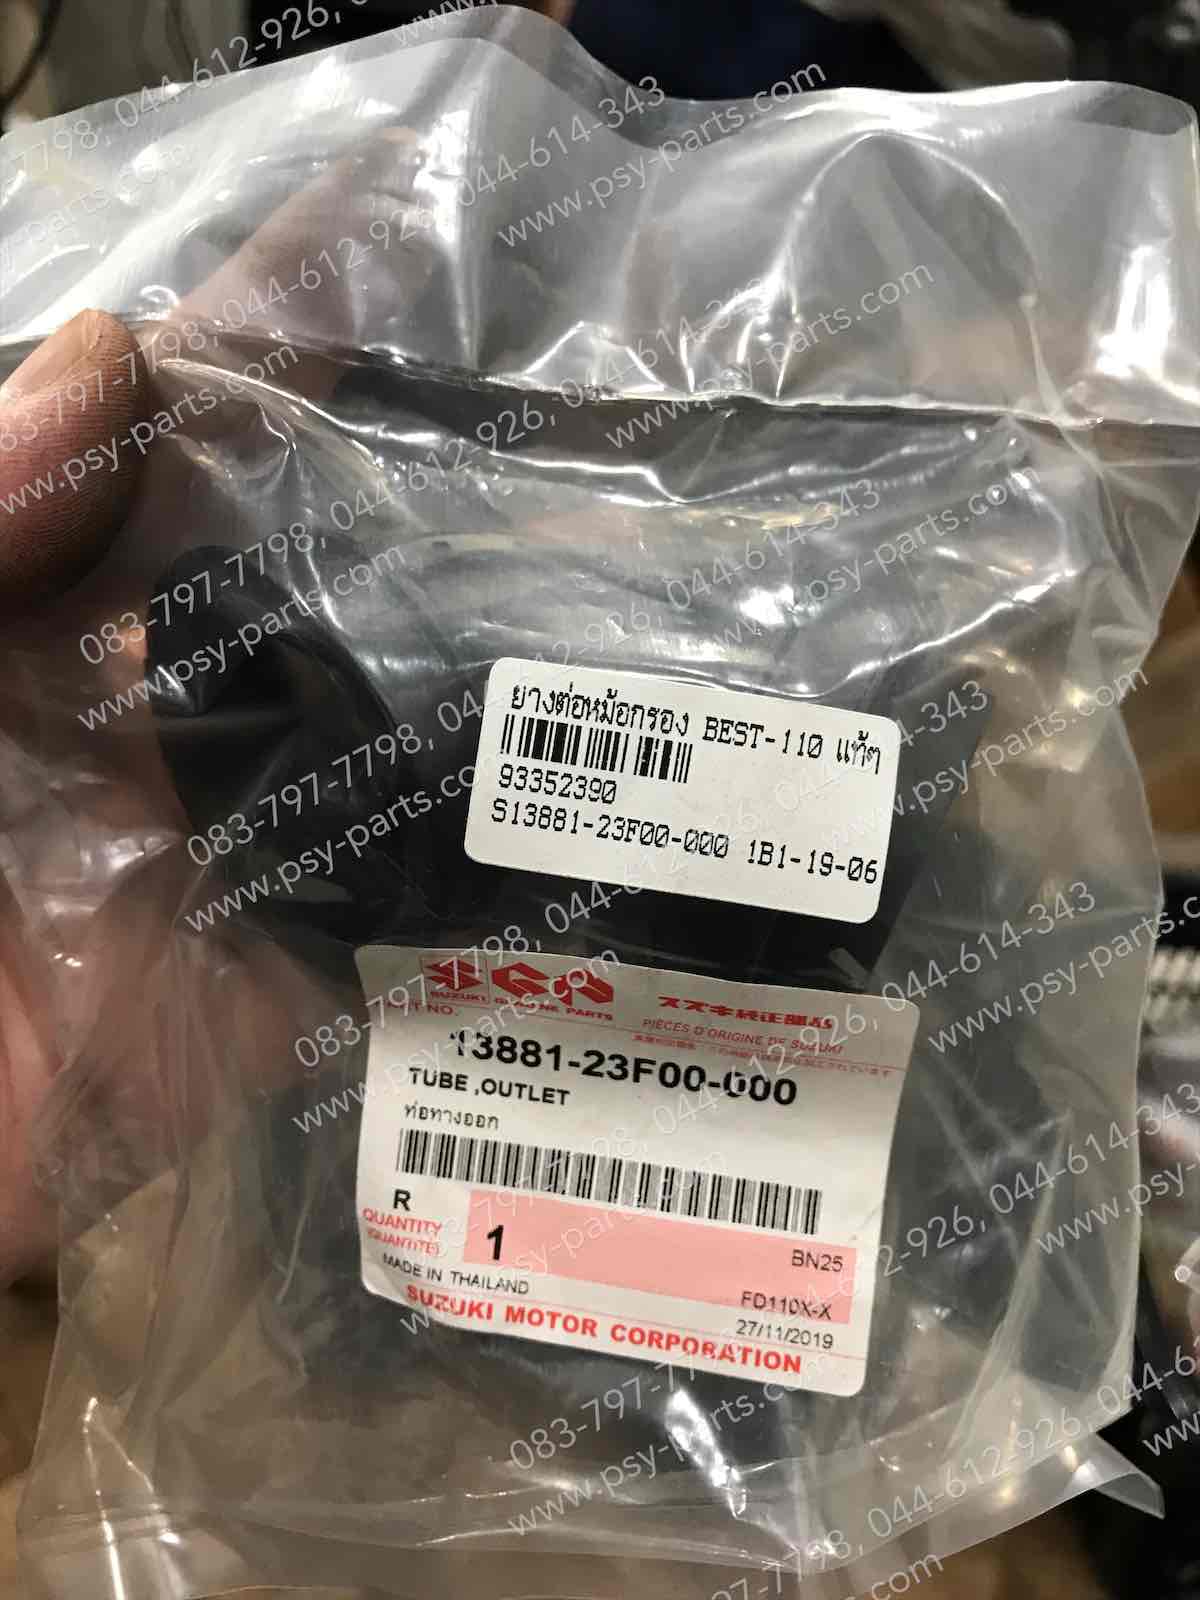 ยางต่อหม้อกรอง BEST-110 แท้ๆ
93352390
S13881-23F00-000 1B1-19-06
SGP
SUZUKI GENUINE PARTS
スズキ純正部品
PIÈCES D'ORIGINE DE SUZUKI
PART NO.
13881-23F00-000
TUBE ,OUTLET
ท่อทางออก
R
QUANTITY
(QUANTITE)
1
BN25
MADE IN THAILAND
FD110X-X
27/11/2019
SUZUKI MOTOR CORPORATION
083-797-7798, 044-612-926, 044-614-343
www.psy-parts.com